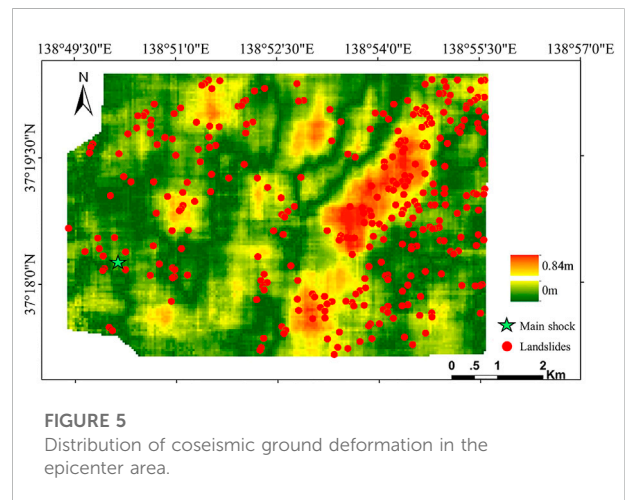 138°49'30"E 138°51'0"E 138°52'30"E 138°54'0"E 138°55'30"E 138°57'0"E
N
37°19'30"N
37°18'0"N
0.84m
0m
Main shock
Landslides
0 .5 1 2
Km
FIGURE 5
Distribution of coseismic ground deformation in the
epicenter area.